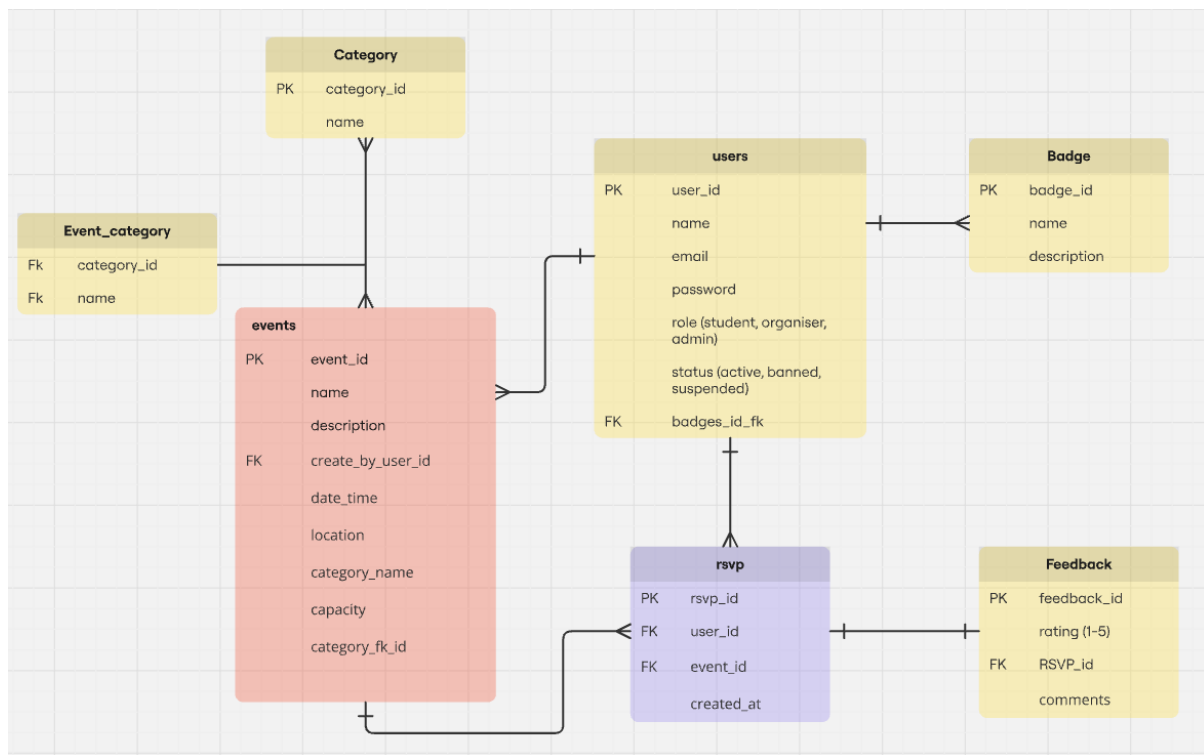 Category
PK category_id
name
Event_category
Fk category_id
Fk name
events
PK event_id
name
description
FK create_by_user_id
date_time
location
category_name
capacity
category_fk_id
users
PK user_id
name
email
password
role (student, organiser,
admin)
status (active, banned,
suspended)
FK badges_id_fk
Badge
PK badge_id
name
description
rsvp
PK rsvp_id
FK user_id
FK event_id
created_at
Feedback
PK feedback_id
rating (1-5)
FK RSVP_id
comments